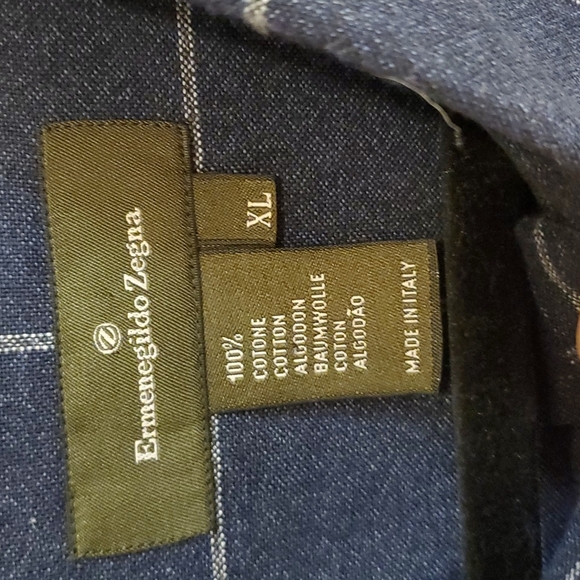 Ermenegildo Zegna
XL
100%
COTONE
COTTON
ALGODON
BAUMWOLLE
COTON
ALGODÃO
MADE IN ITALY